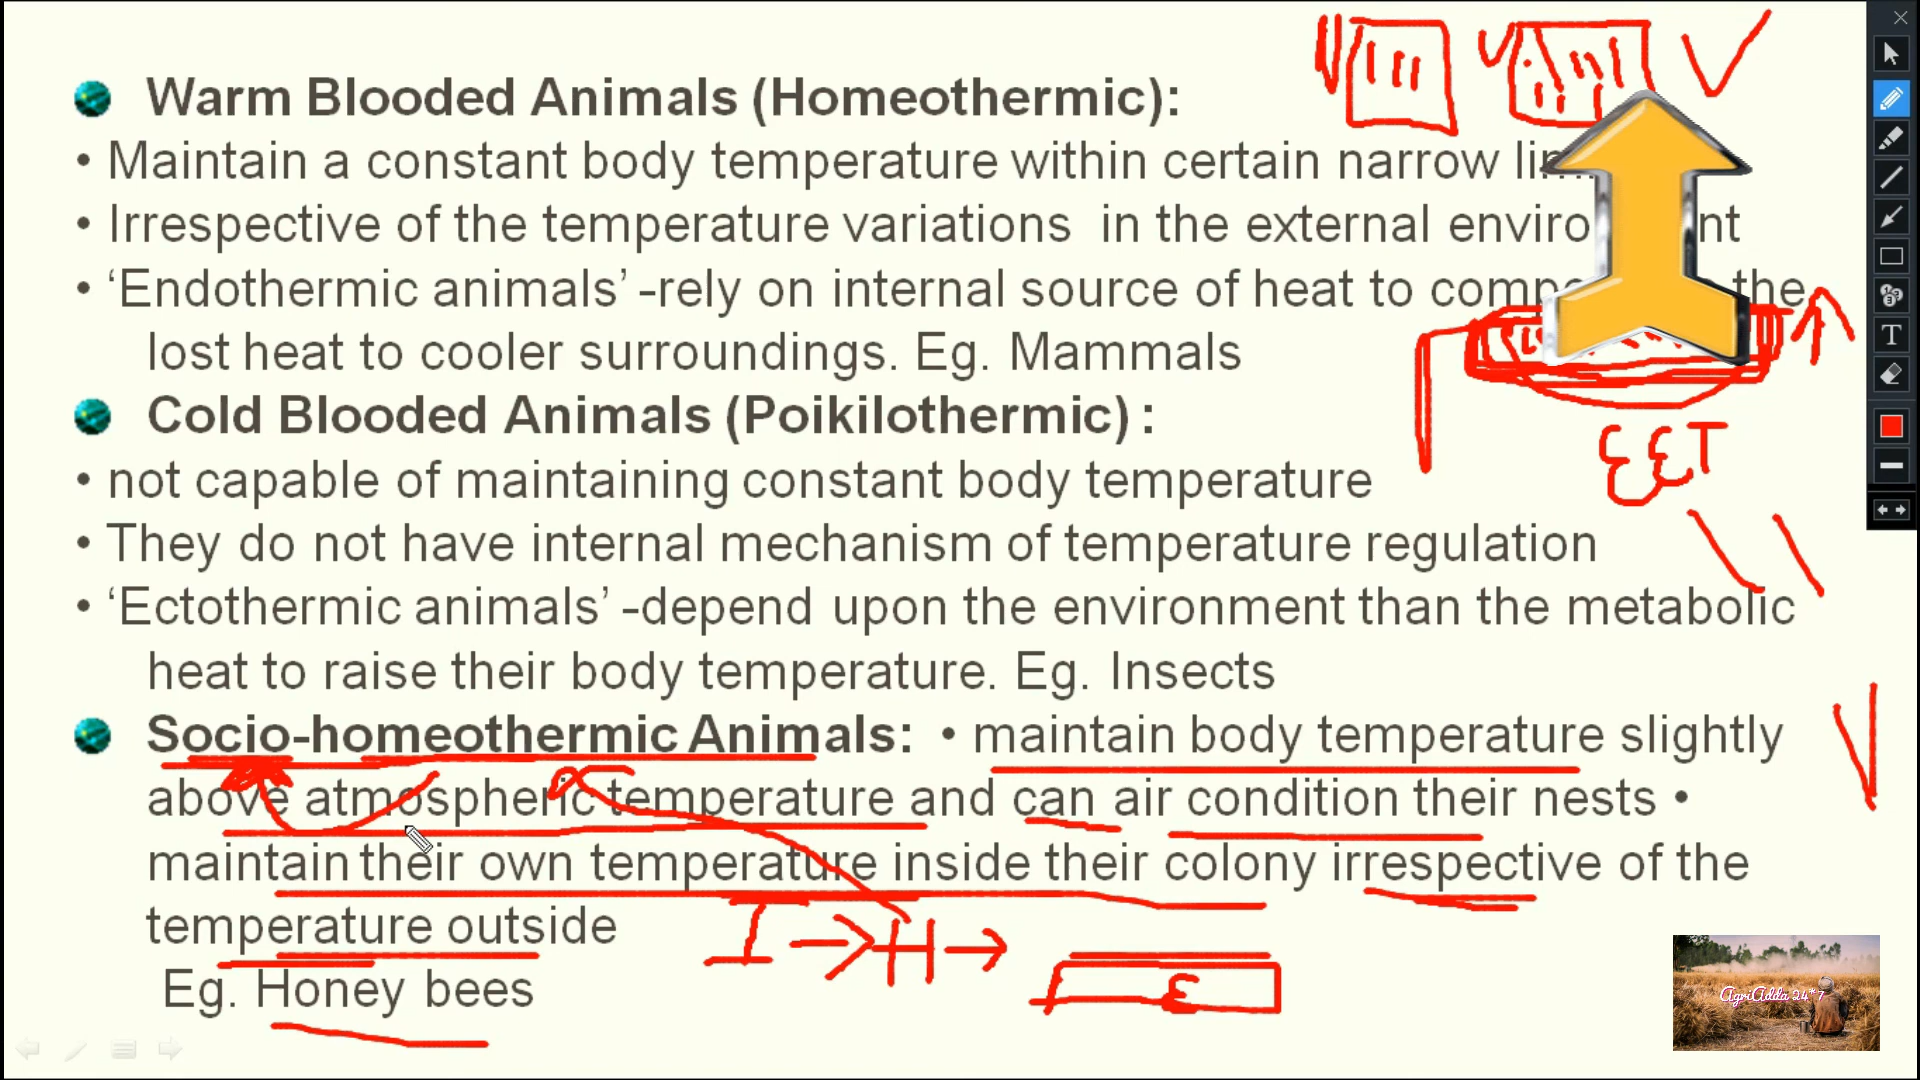 Warm Blooded Animals (Homeothermic):
• Maintain a constant body temperature within certain narrow
• Irrespective of the temperature variations in the external
• ‘Endothermic animals’ -rely on internal source of heat to the
lost heat to cooler surroundings. Eg. Mammals
Cold Blooded Animals (Poikilothermic) :
EET
• not capable of maintaining constant body temperature
• They do not have internal mechanism of temperature regulation
• ‘Ectothermic animals’ -depend upon the environment than the metabolic
heat to raise their body temperature. Eg. Insects
Socio-homeothermic Animals: • maintain body temperature slightly
above atmospheric temperature and can air condition their nests •
maintain their own temperature inside their colony irrespective of the
temperature outside
I → H →
Eg. Honey bees
E
AgriAdda 24*7